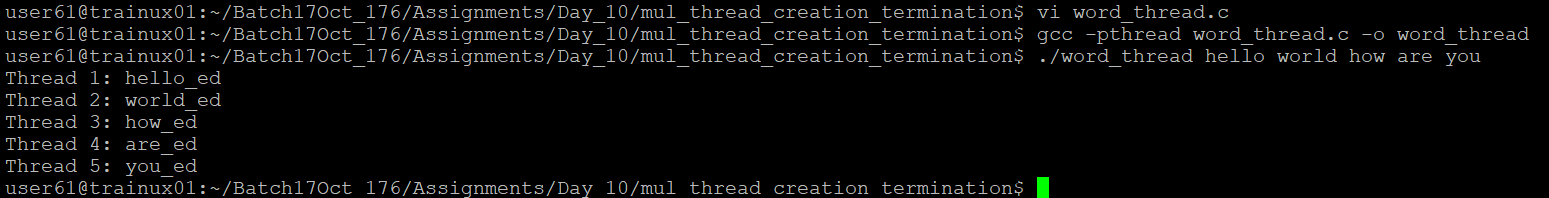 user61@trainux01:~/Batch17Oct_176/Assignments/Day_10/mul_thread_creation_termination$ vi word_thread.c
user61@trainux01:~/Batch17Oct_176/Assignments/Day_10/mul_thread_creation_termination$ gcc -pthread word_thread.c -o word_thread
user61@trainux01:~/Batch17Oct_176/Assignments/Day_10/mul_thread_creation_termination$ ./word_thread hello world how are you
Thread 1: hello_ed
Thread 2: world_ed
Thread 3: how_ed
Thread 4: are_ed
Thread 5: you_ed
user61@trainux01:~/Batch17Oct_176/Assignments/Day_10/mul_thread_creation_termination$